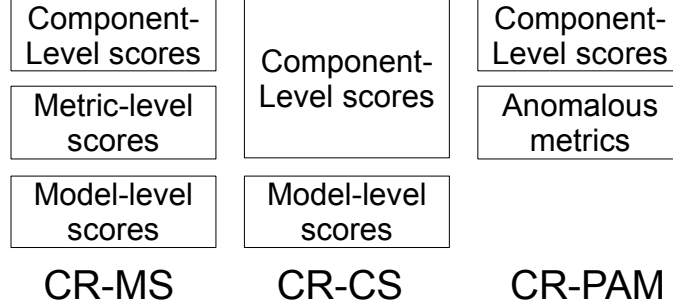 Component-
Level scores
Metric-level
scores
Model-level
scores
CR-MS
Component-
Level scores
Model-level
scores
CR-CS
Component-
Level scores
Anomalous
metrics
CR-PAM